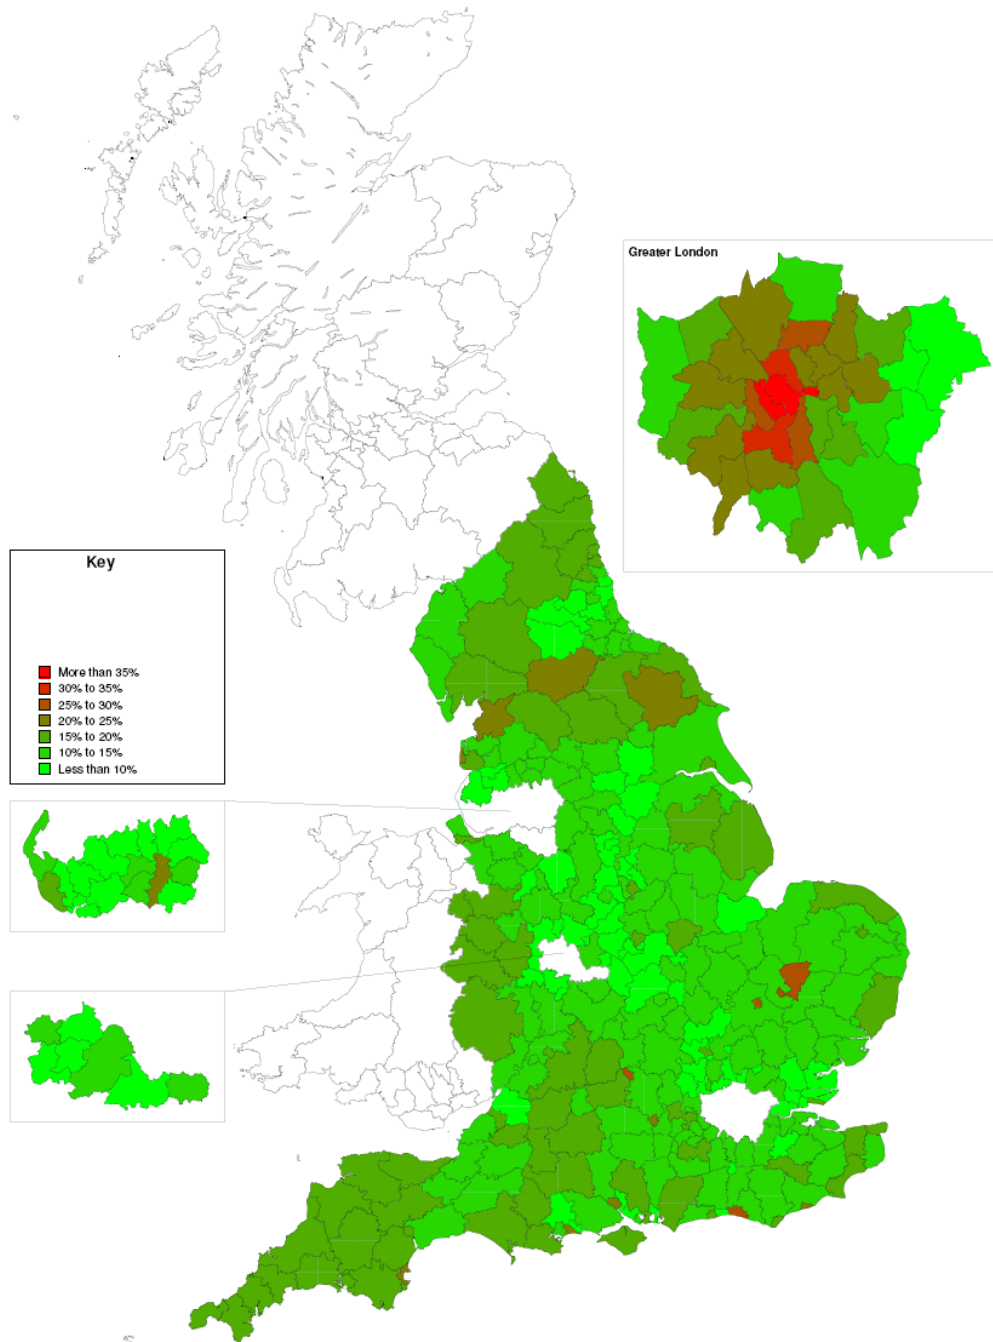 Greater London
Key
More than 35%
30% to 35%
25% to 30%
20% to 25%
15% to 20%
10% to 15%
Less than 10%